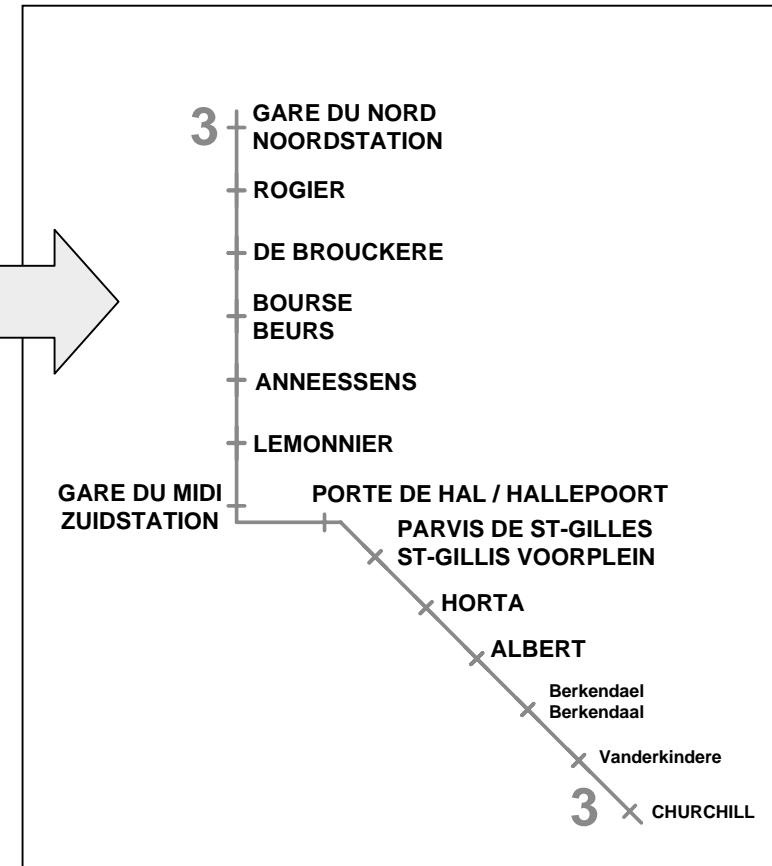 3
GARE DU NORD
NOORDSTATION
ROGIER
DE BROUCKERE
BOURSE
BEURS
ANNEESSENS
LEMONNIER
GARE DU MIDI
ZUIDSTATION
PORTE DE HAL / HALLEPOORT
PARVIS DE ST-GILLES
ST-GILLIS VOORPLEIN
HORTA
ALBERT
Berkendael
Berkendaal
Vanderkindere
3
CHURCHILL